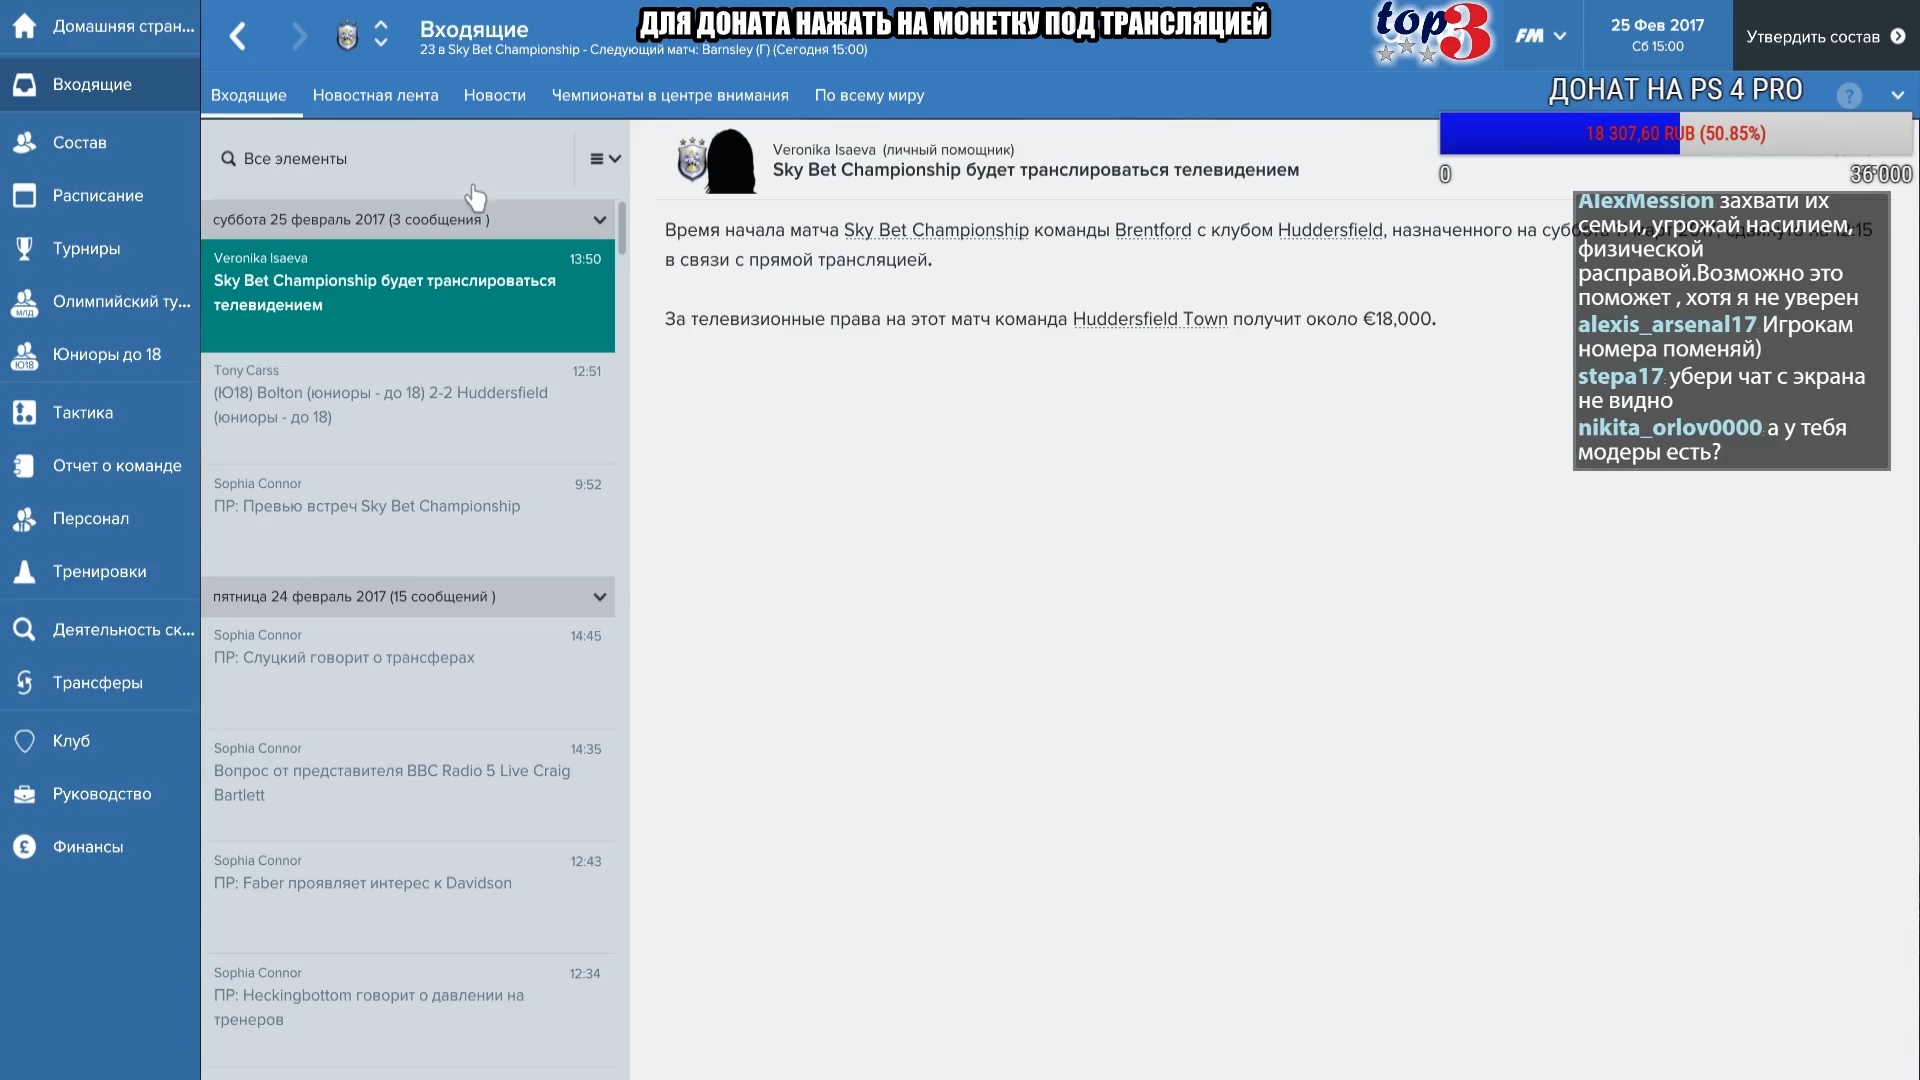 Домашняя стран...
Входящие
Состав
Расписание
Турниры
Олимпийский ту...
Юниоры до 18
Тактика
Отчет о команде
Персонал
Тренировки
Деятельность ск...
Трансферы
Клуб
Руководство
Финансы
Входящие
23 в Sky Bet Championship - Следующий матч: Barnsley (Г) (Сегодня 15:00)
ДЛЯ ДОНАТА НАЖАТЬ НА МОНЕТКУ ПОД ТРАНСЛЯЦИЕЙ
top3
FM
25 Фев 2017
Сб 15:00
Утвердить состав
Входящие
Новостная лента
Новости
Чемпионаты в центре внимания
По всему миру
ДОНАТ НА PS 4 PRO
18 307,60 RUB (50.85%)
0
36'000
Все элементы
суббота 25 февраль 2017 (3 сообщения )
Veronika Isaeva 13:50
Sky Bet Championship будет транслироваться
телевидением
Tony Carss 12:51
(Ю18) Bolton (юниоры - до 18) 2-2 Huddersfield
(юниоры - до 18)
Sophia Connor 9:52
ПР: Превью встреч Sky Bet Championship
пятница 24 февраль 2017 (15 сообщений )
Sophia Connor 14:45
ПР: Слуцкий говорит о трансферах
Sophia Connor 14:35
Вопрос от представителя BBC Radio 5 Live Craig
Bartlett
Sophia Connor 12:43
ПР: Faber проявляет интерес к Davidson
Sophia Connor 12:34
ПР: Heckingbottom говорит о давлении на
тренеров
Veronika Isaeva (личный помощник)
Sky Bet Championship будет транслироваться телевидением
Время начала матча Sky Bet Championship команды Brentford с клубом Huddersfield, назначенного на
в связи с прямой трансляцией.
За телевизионные права на этот матч команда Huddersfield Town получит около €18,000.
AlexMession захвати их
семьи, угрожай насилием,
физической
расправой.Возможно это
поможет , хотя я не уверен
alexis_arsenal17 Игрокам
номера поменяй)
stepa17 убери чат с экрана
не видно
nikita_orlov0000 а у тебя
модеры есть?